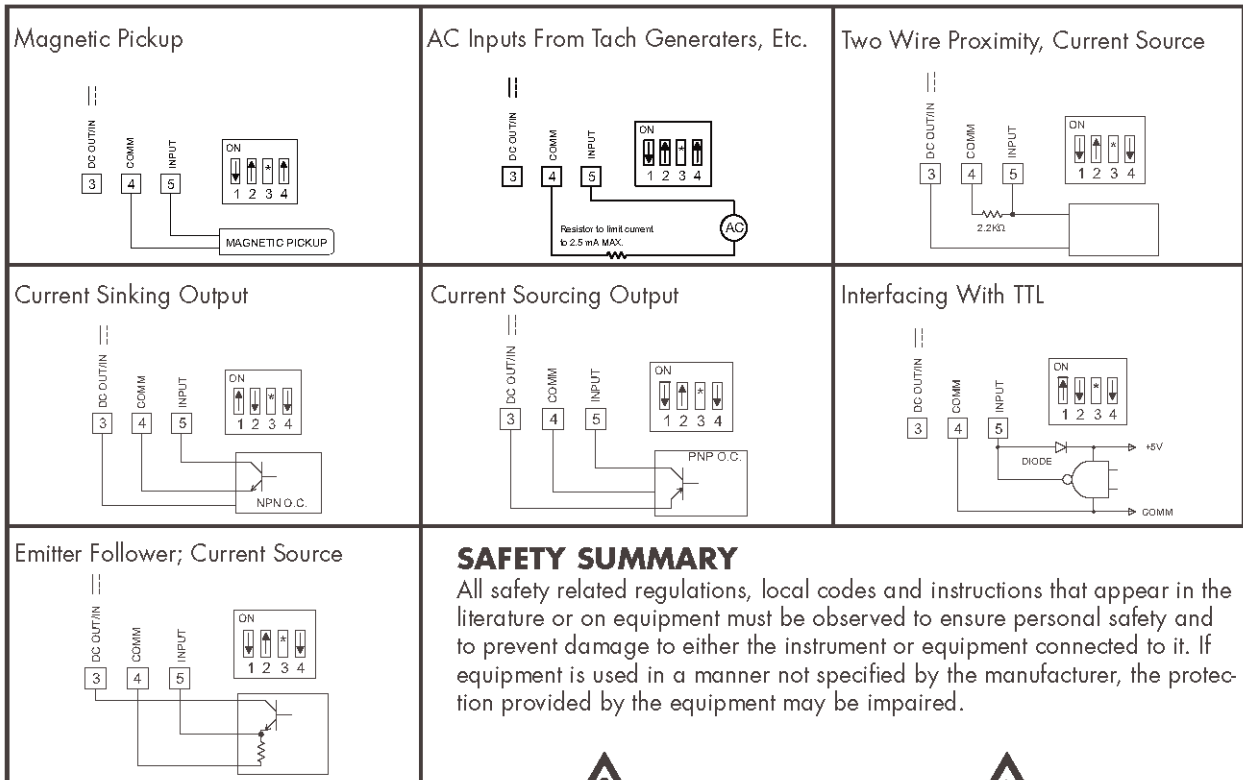 Magnetic Pickup
DC OUT/IN
COMM
INPUT
ON
*
3 4 5
1 2 3 4
MAGNETIC PICKUP
AC Inputs From Tach Generaters, Etc.
DC OUT/IN
COMM
INPUT
ON
*
3 4 5
1 2 3 4
AC
Resistor to limit current
to 2.5 mA MAX.
Two Wire Proximity, Current Source
DC OUT/IN
COMM
INPUT
ON
*
3 4 5
1 2 3 4
2.2KΩ
Current Sinking Output
DC OUT/IN
COMM
INPUT
ON
*
3 4 5
1 2 3 4
NPN O.C.
Current Sourcing Output
DC OUT/IN
COMM
INPUT
ON
*
3 4 5
1 2 3 4
PNP O.C.
Interfacing With TTL
DC OUT/IN
COMM
INPUT
ON
*
3 4 5
1 2 3 4
DIODE
+5V
COMM
Emitter Follower; Current Source
DC OUT/IN
COMM
INPUT
ON
*
3 4 5
1 2 3 4
SAFETY SUMMARY
All safety related regulations, local codes and instructions that appear in the
literature or on equipment must be observed to ensure personal safety and
to prevent damage to either the instrument or equipment connected to it. If
equipment is used in a manner not specified by the manufacturer, the protec-
tion provided by the equipment may be impaired.